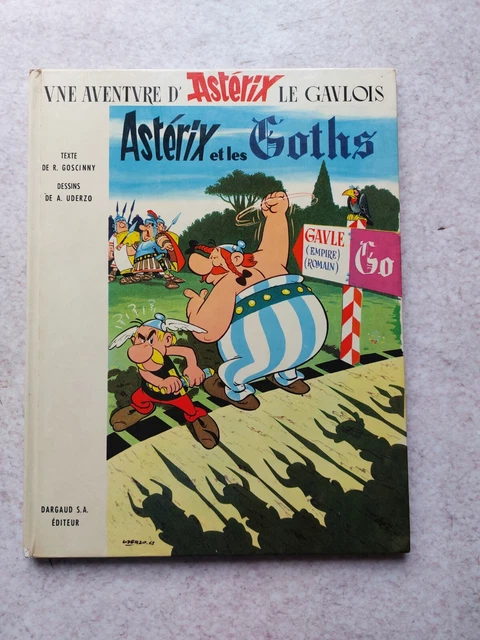 VNE AVENTVRE D' Astérix LE GAVLOIS
Astérix et les Goths
TEXTE
DE R. GOSCINNY
DESSINS
DE A. UDERZO
GAVLE
(EMPIRE
ROMAIN)
Go
DARGAUD S.A.
ÉDITEUR